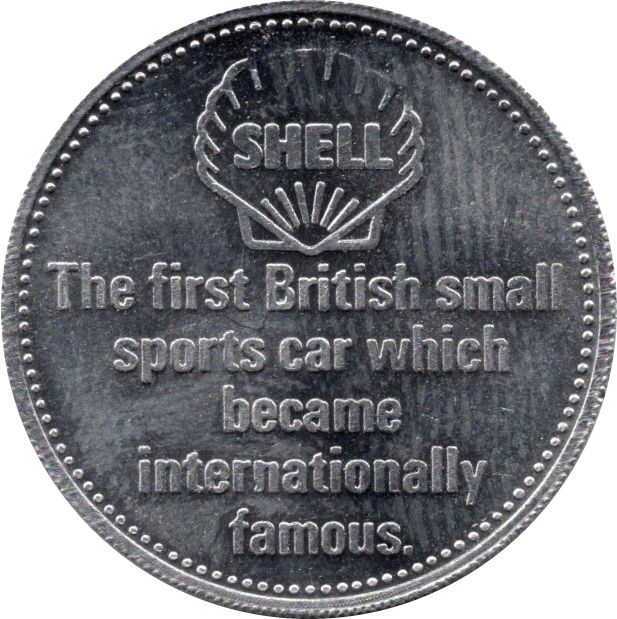 SHELL
The first British small
sports car which
became
internationally
famous.